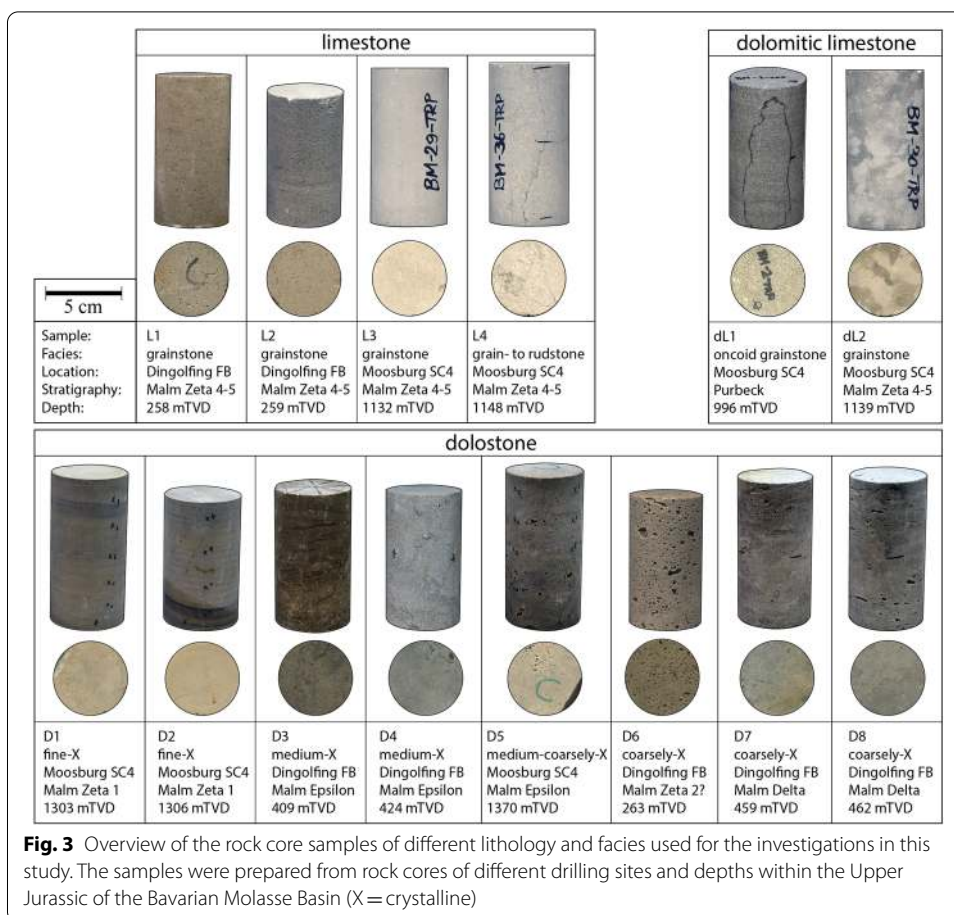 limestone
dolomitic limestone
BM-29-TRP
BM-36-TRP
BM-30-TRP
5 cm
Sample:
Facies:
Location:
Stratigraphy:
Depth:
L1
grainstone
Dingolfing FB
Malm Zeta 4-5
258 mTVD
L2
grainstone
Dingolfing FB
Malm Zeta 4-5
259 mTVD
L3
grainstone
Moosburg SC4
Malm Zeta 4-5
1132 mTVD
L4
grain- to rudstone
Moosburg SC4
Malm Zeta 4-5
1148 mTVD
dL1
oncoid grainstone
Moosburg SC4
Purbeck
996 mTVD
dL2
grainstone
Moosburg SC4
Malm Zeta 4-5
1139 mTVD
dolostone
D1
fine-X
Moosburg SC4
Malm Zeta 1
1303 mTVD
D2
fine-X
Moosburg SC4
Malm Zeta 1
1306 mTVD
D3
medium-X
Dingolfing FB
Malm Epsilon
409 mTVD
D4
medium-X
Dingolfing FB
Malm Epsilon
424 mTVD
D5
medium-coarsely-X
Moosburg SC4
Malm Epsilon
1370 mTVD
D6
coarsely-X
Dingolfing FB
Malm Zeta 2?
263 mTVD
D7
coarsely-X
Dingolfing FB
Malm Delta
459 mTVD
D8
coarsely-X
Dingolfing FB
Malm Delta
462 mTVD
Fig. 3 Overview of the rock core samples of different lithology and facies used for the investigations in this
study. The samples were prepared from rock cores of different drilling sites and depths within the Upper
Jurassic of the Bavarian Molasse Basin (X = crystalline)